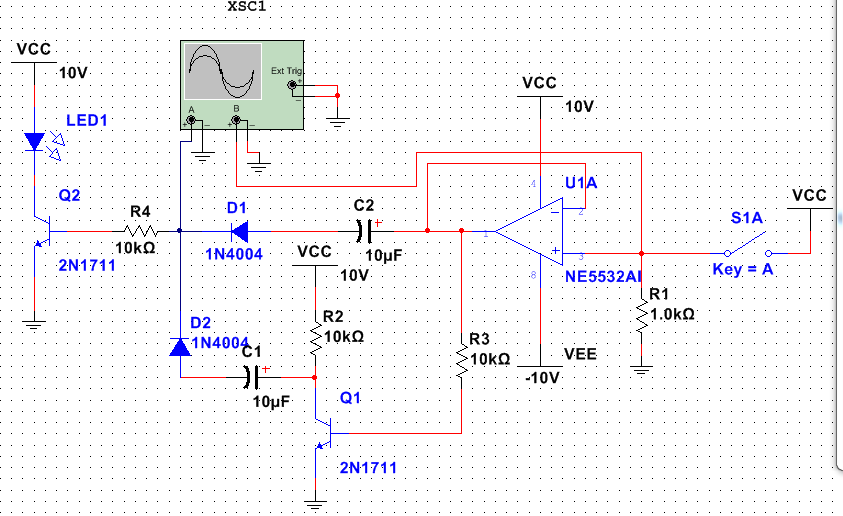 XSC1
VCC
10V
LED1
Ext Trig
+
−
A
B
+
−
+
−
VCC
10V
Q2
2N1711
R4
10kΩ
D1
1N4004
C2
+
10µF
VCC
10V
4
U1A
2
1
3
8
NE5532AI
S1A
Key = A
VCC
R1
1.0kΩ
D2
1N4004
C1
+
10µF
R2
10kΩ
R3
10kΩ
VEE
-10V
Q1
2N1711